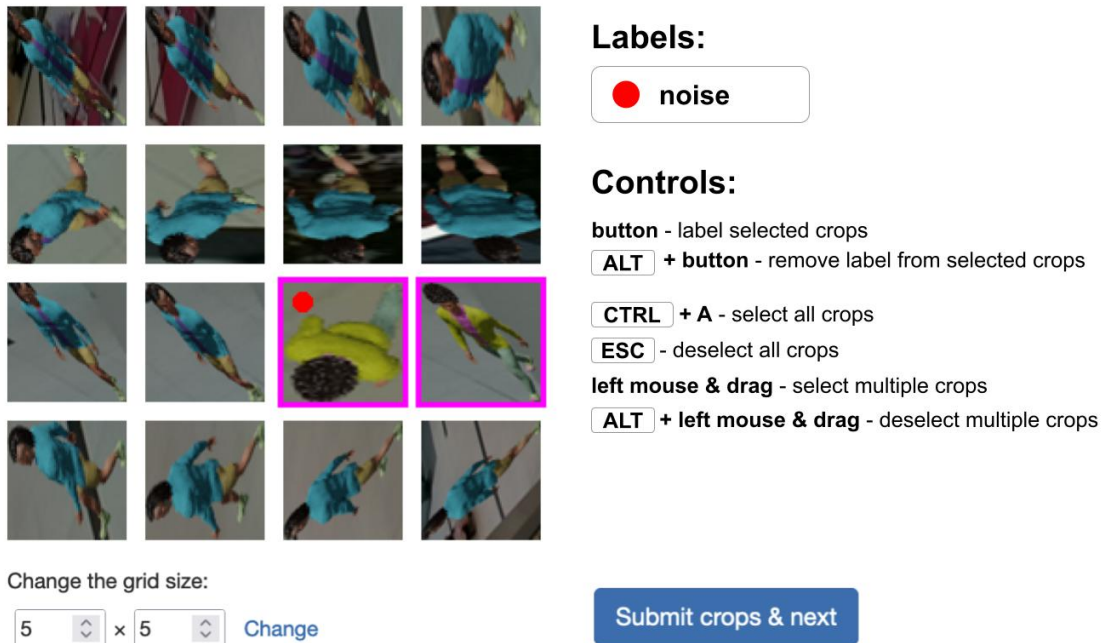 Labels:
noise
Controls:
button - label selected crops
ALT + button - remove label from selected crops
CTRL + A - select all crops
ESC - deselect all crops
left mouse & drag - select multiple crops
ALT + left mouse & drag - deselect multiple crops
Change the grid size:
5 × 5 Change
Submit crops & next